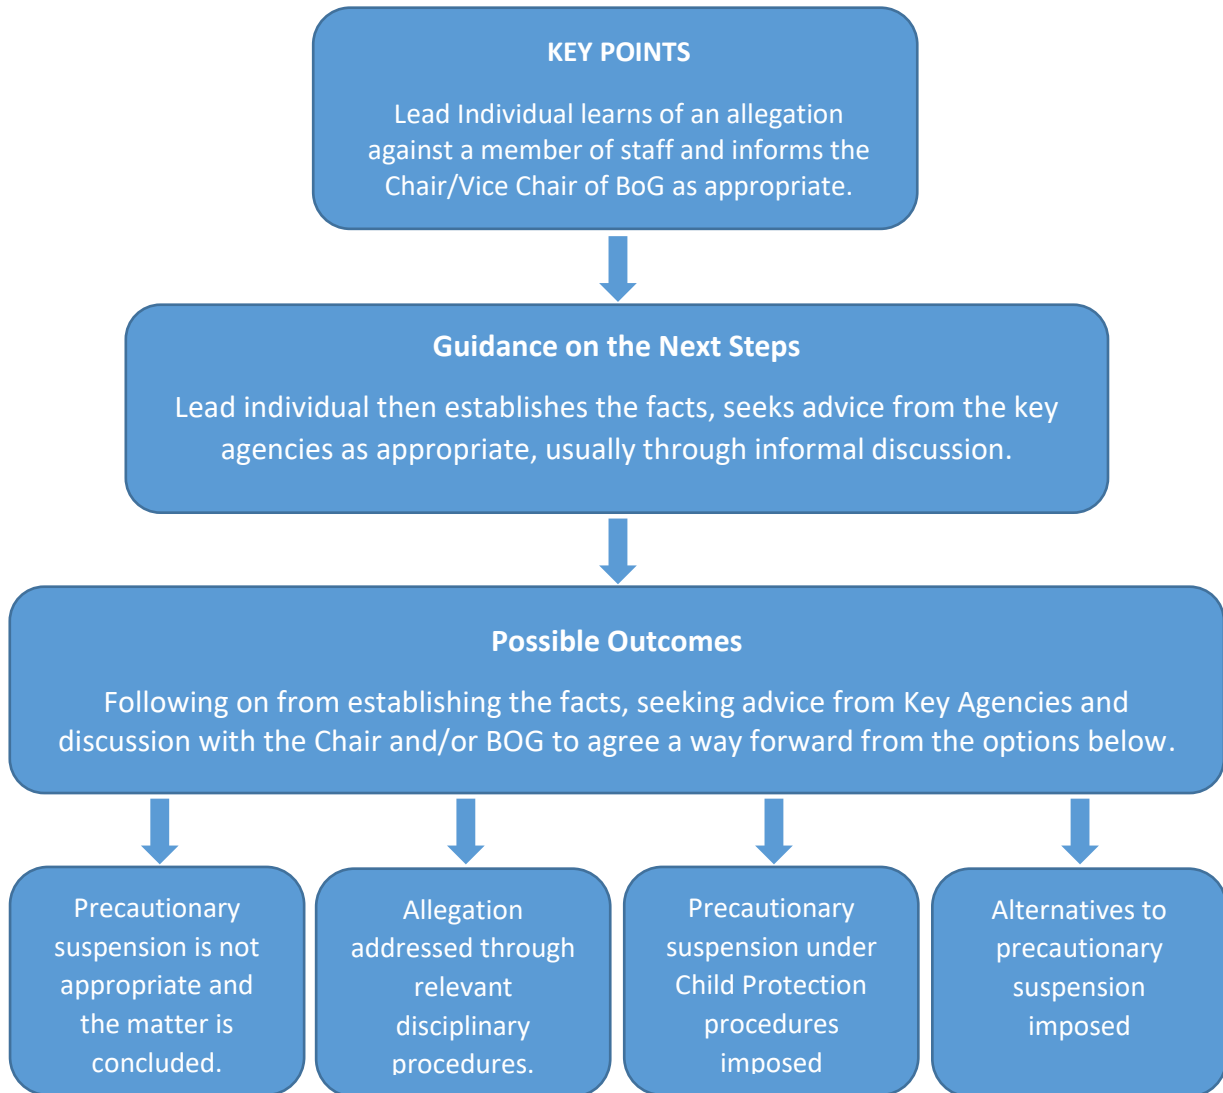 KEY POINTS
Lead Individual learns of an allegation
against a member of staff and informs the
Chair/Vice Chair of BoG as appropriate.
Guidance on the Next Steps
Lead individual then establishes the facts, seeks advice from the key
agencies as appropriate, usually through informal discussion.
Possible Outcomes
Following on from establishing the facts, seeking advice from Key Agencies and
discussion with the Chair and/or BOG to agree a way forward from the options below.
Precautionary
suspension is not
appropriate and
the matter is
concluded.
Allegation
addressed through
relevant
disciplinary
procedures.
Precautionary
suspension under
Child Protection
procedures
imposed
Alternatives to
precautionary
suspension
imposed